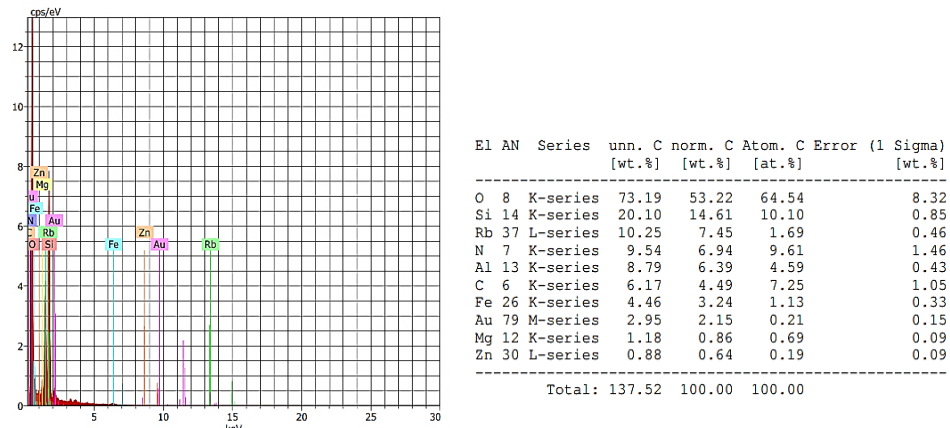 cps/eV
12
10
8
6
4
2
0
Zn
Mg
u
Fe
N Au
C Rb
O Si Fe Zn Au Rb
5 10 15 20 25 30
keV
El AN Series unn. C norm. C Atom. C Error (1 Sigma)
[wt.%] [wt.%] [at.%] [wt.%]
O 8 K-series 73.19 53.22 64.54 8.32
Si 14 K-series 20.10 14.61 10.10 0.85
Rb 37 L-series 10.25 7.45 1.69 0.46
N 7 K-series 9.54 6.94 9.61 1.46
Al 13 K-series 8.79 6.39 4.59 0.43
C 6 K-series 6.17 4.49 7.25 1.05
Fe 26 K-series 4.46 3.24 1.13 0.33
Au 79 M-series 2.95 2.15 0.21 0.15
Mg 12 K-series 1.18 0.86 0.69 0.09
Zn 30 L-series 0.88 0.64 0.19 0.09
Total: 137.52 100.00 100.00